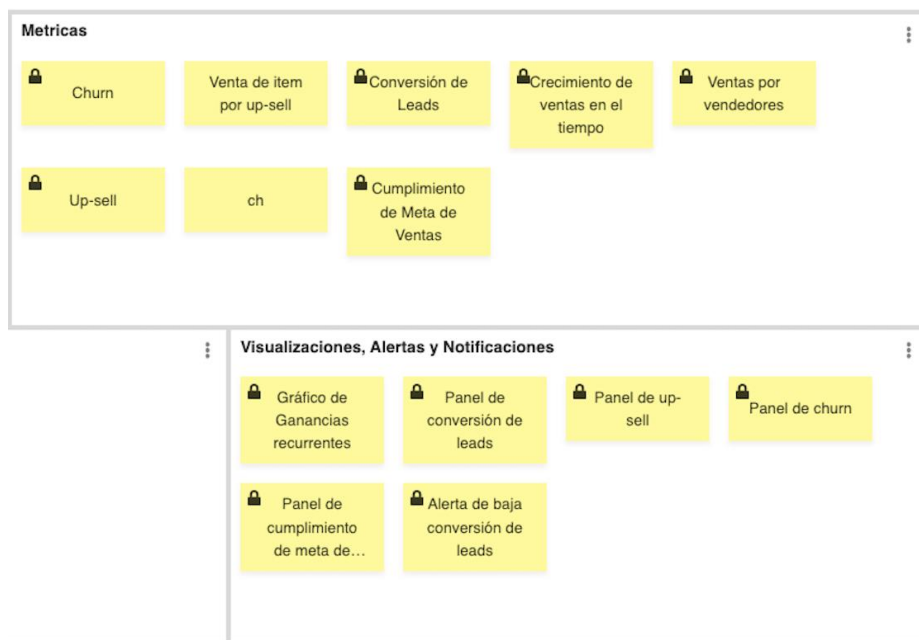 Metricas
Churn
Venta de item
por up-sell
Conversión de
Leads
Crecimiento de
ventas en el
tiempo
Ventas por
vendedores
Up-sell
ch
Cumplimiento
de Meta de
Ventas
Visualizaciones, Alertas y Notificaciones
Gráfico de
Ganancias
recurrentes
Panel de
conversión de
leads
Panel de up-
sell
Panel de churn
Panel de
cumplimiento
de meta de…
Alerta de baja
conversión de
leads